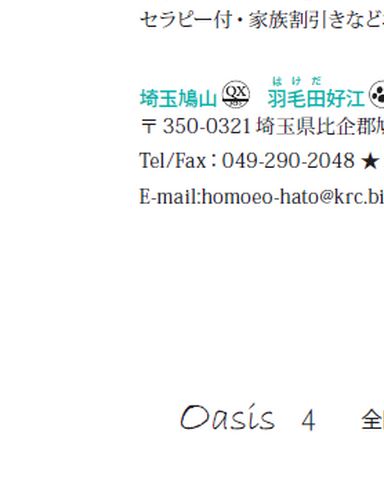 セラピー付・家族割引きなど
はけだ
埼玉鳩山 QX 羽毛田好江
〒350-0321 埼玉県比企郡
Tel/Fax：049-290-2048 ★
E-mail:homoeo-hato@krc.bi
Oasis 4 全